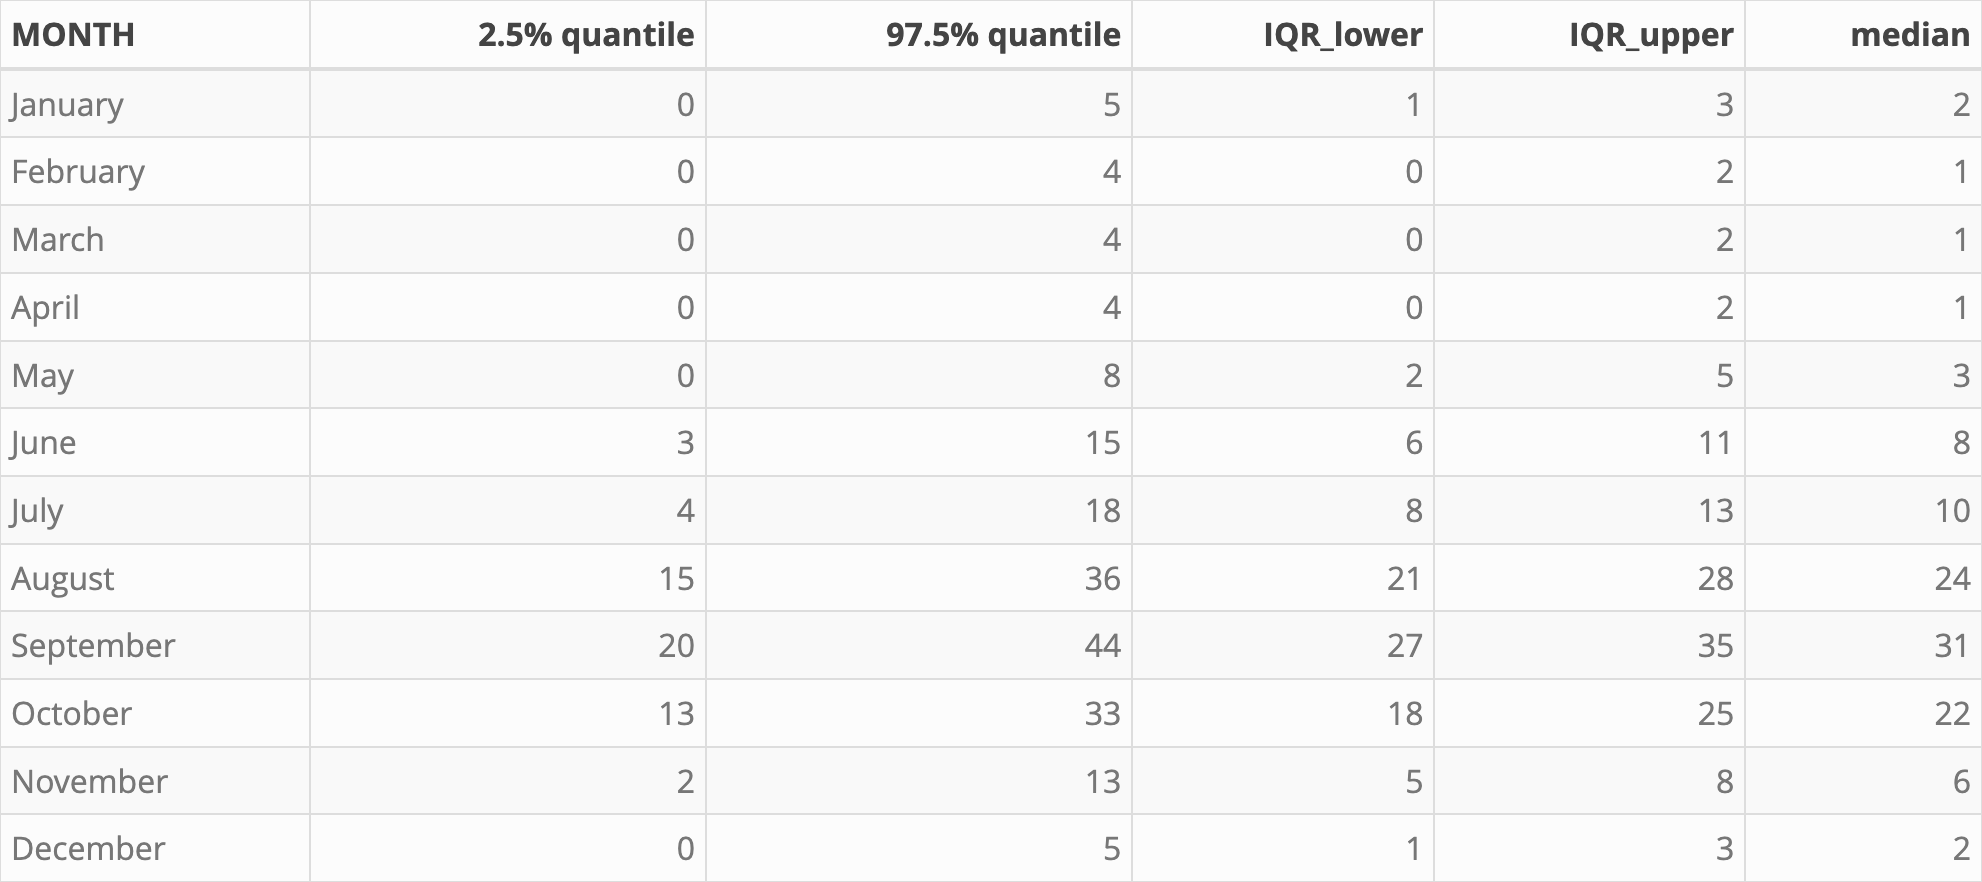 MONTH 2.5% quantile 97.5% quantile IQR_lower IQR_upper median
January 0 5 1 3 2
February 0 4 0 2 1
March 0 4 0 2 1
April 0 4 0 2 1
May 0 8 2 5 3
June 3 15 6 11 8
July 4 18 8 13 10
August 15 36 21 28 24
September 20 44 27 35 31
October 13 33 18 25 22
November 2 13 5 8 6
December 0 5 1 3 2